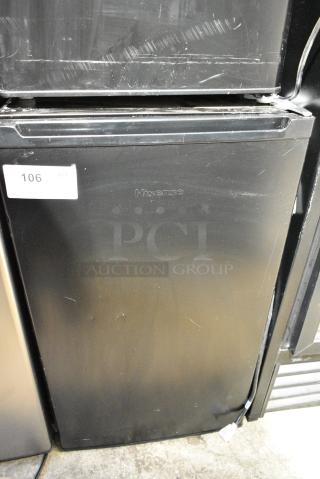 106
Hisense
PCI
AUCTION GROUP